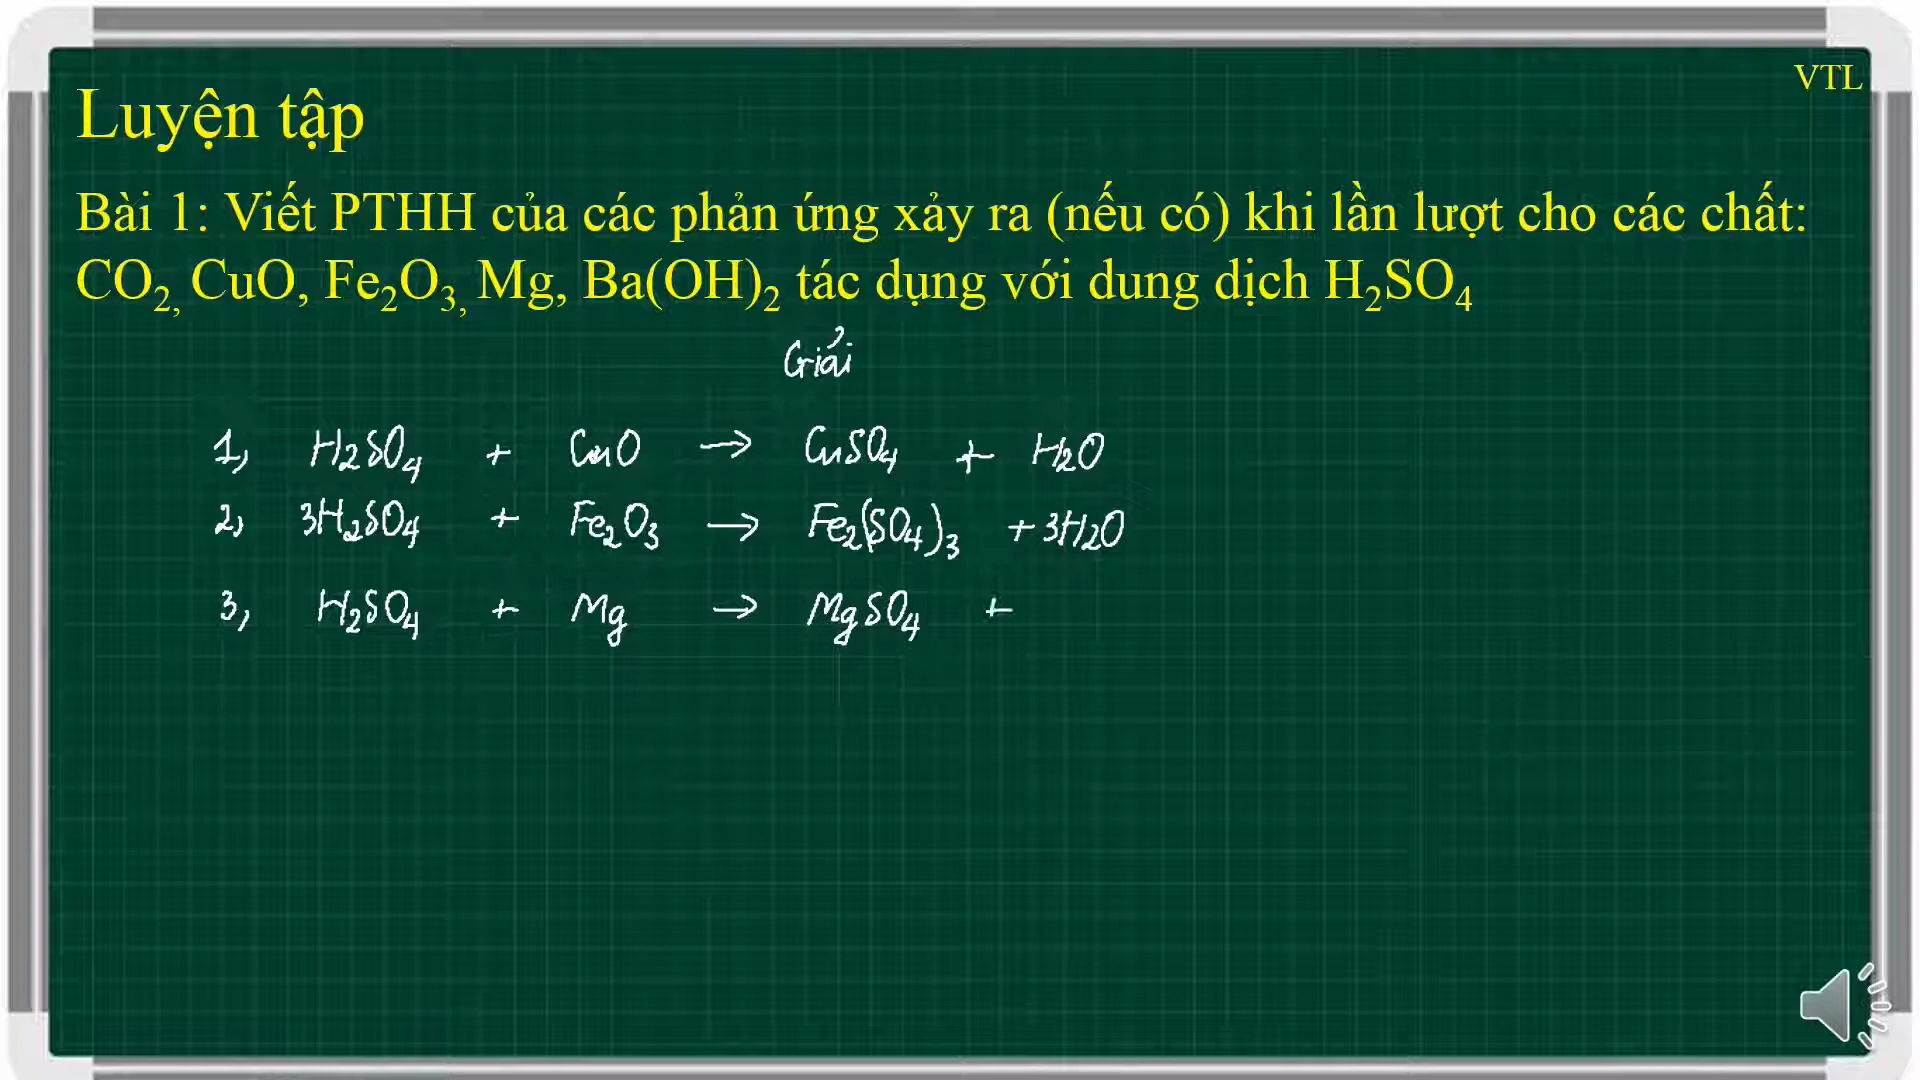 VTL
Luyện tập
Bài 1: Viết PTHH của các phản ứng xảy ra (nếu có) khi lần lượt cho các chất:
CO₂, CuO, Fe₂O₃, Mg, Ba(OH)₂ tác dụng với dung dịch H₂SO₄
Giải
1, H₂SO₄ + CuO → CuSO₄ + H₂O
2, 3H₂SO₄ + Fe₂O₃ → Fe₂(SO₄)₃ + 3H₂O
3, H₂SO₄ + Mg → MgSO₄ +